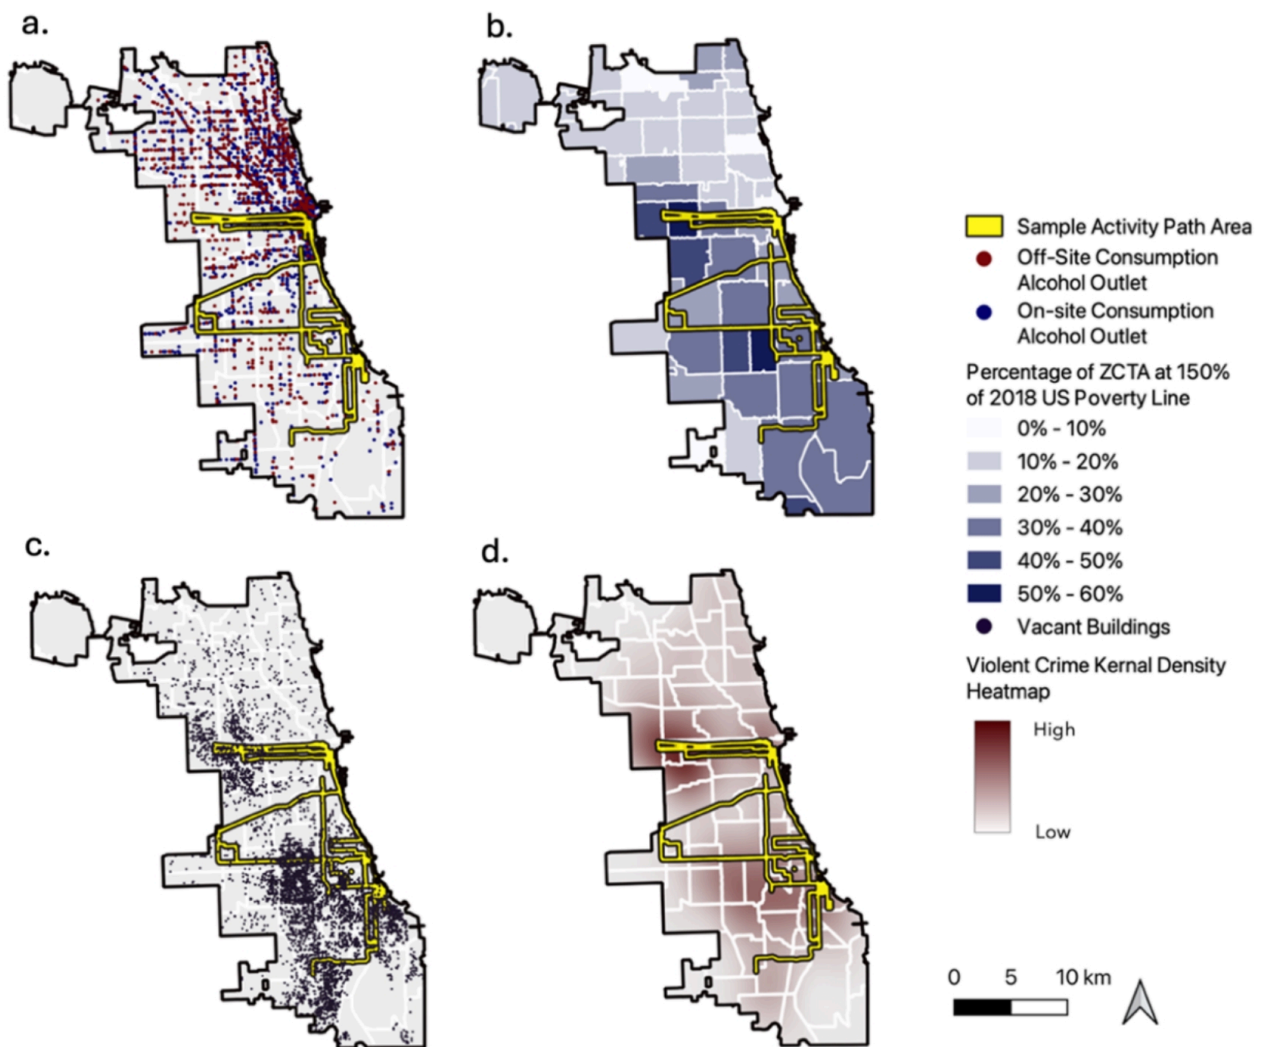 a.
b.
c.
d.
Sample Activity Path Area
Off-Site Consumption
Alcohol Outlet
On-site Consumption
Alcohol Outlet
Percentage of ZCTA at 150%
of 2018 US Poverty Line
0% - 10%
10% - 20%
20% - 30%
30% - 40%
40% - 50%
50% - 60%
Vacant Buildings
Violent Crime Kernal Density
Heatmap
High
Low
0 5 10 km